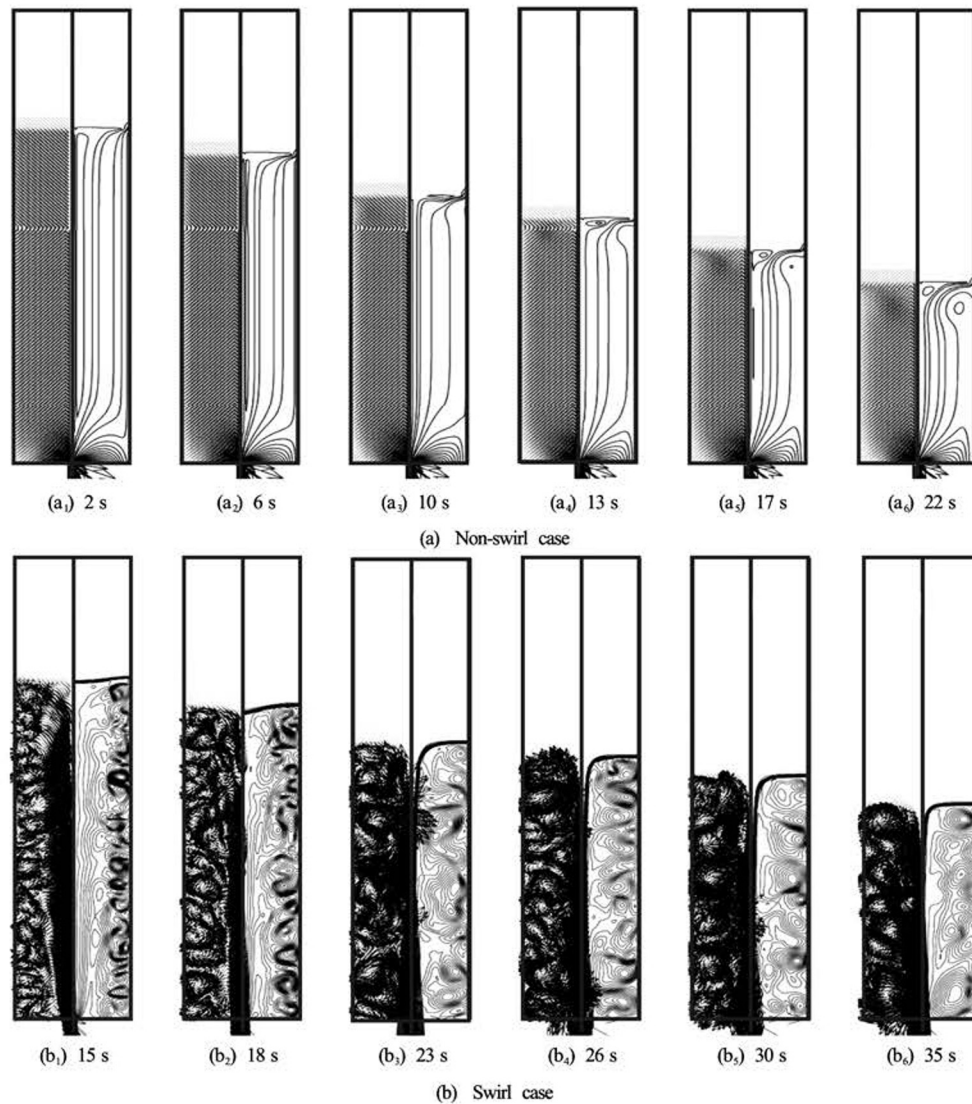 (a₁) 2 s (a₂) 6 s (a₃) 10 s (a₄) 13 s (a₅) 17 s (a₆) 22 s
(a) Non-swirl case
(b₁) 15 s (b₂) 18 s (b₃) 23 s (b₄) 26 s (b₅) 30 s (b₆) 35 s
(b) Swirl case